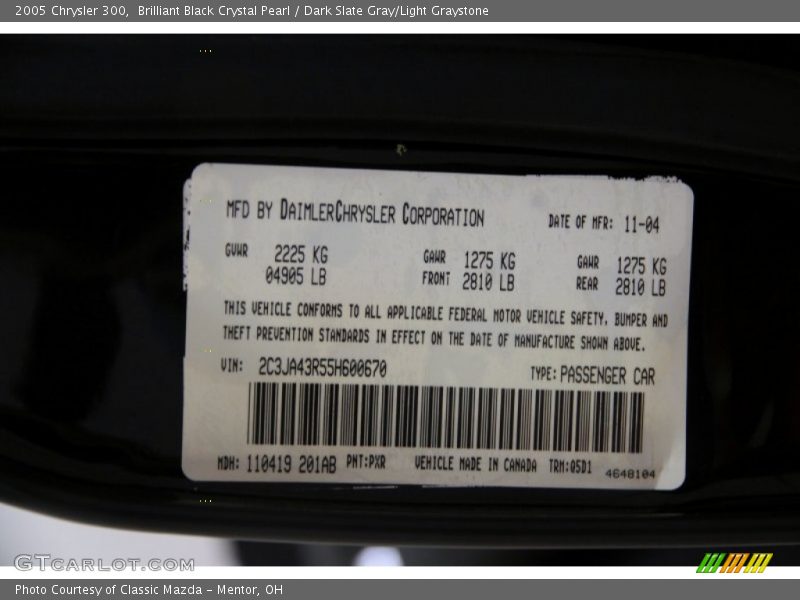 2005 Chrysler 300,  Brilliant Black Crystal Pearl / Dark Slate Gray/Light Graystone
MFD BY DAIMLERCHRYSLER CORPORATION DATE OF MFR: 11-04
GVWR 2225 KG GAWR 1275 KG GAWR 1275 KG
04905 LB FRONT 2810 LB REAR 2810 LB
THIS VEHICLE CONFORMS TO ALL APPLICABLE FEDERAL MOTOR VEHICLE SAFETY, BUMPER AND
THEFT PREVENTION STANDARDS IN EFFECT ON THE DATE OF MANUFACTURE SHOWN ABOVE.
VIN: 2C3JA43R55H600670 TYPE: PASSENGER CAR
MDH: 110419 201AB PNT:PXR VEHICLE MADE IN CANADA TRM:05D1 4648104
GTCARLOT.COM
Photo Courtesy of Classic Mazda - Mentor, OH